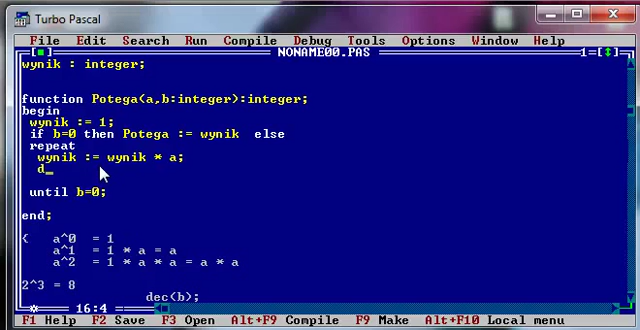 Turbo Pascal
File Edit Search Run Compile Debug Tools Options Window Help
[■] NONAME00.PAS 1=[↕]
wynik : integer;
function Potega(a,b:integer):integer;
begin
wynik := 1;
if b=0 then Potega := wynik else
repeat
wynik := wynik * a;
d_
until b=0;
end;
{ a^0 = 1
a^1 = 1 * a = a
a^2 = 1 * a * a = a * a
2^3 = 8
dec(b);
* 16:4
F1 Help F2 Save F3 Open Alt+F9 Compile F9 Make Alt+F10 Local menu